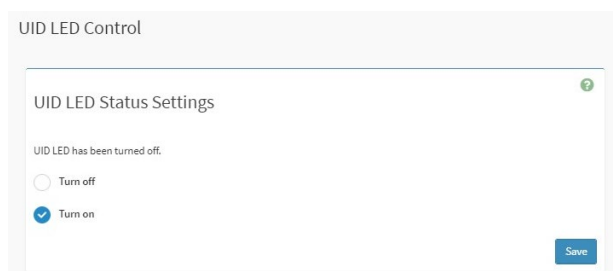 UID LED Control
UID LED Status Settings
UID LED has been turned off.
Turn off
Turn on
Save